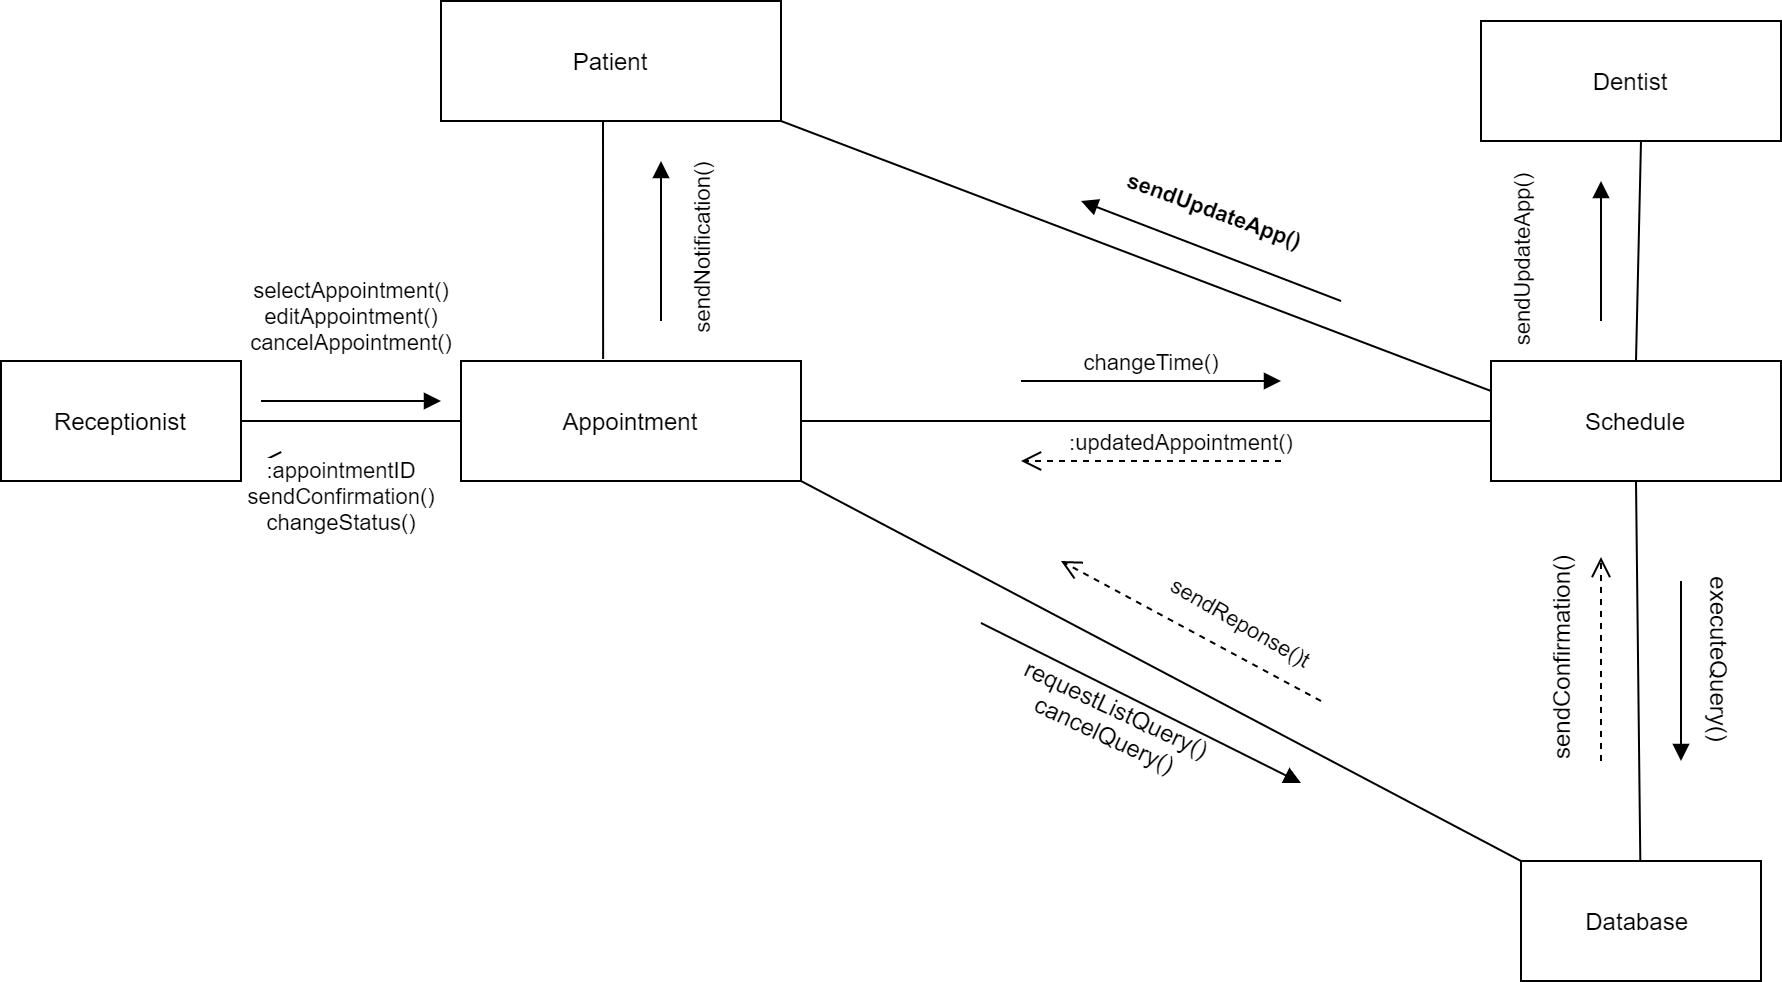 Patient
Dentist
sendNotification()
sendUpdateApp()
sendUpdateApp()
selectAppointment()
editAppointment()
cancelAppointment()
changeTime()
Receptionist
Appointment
Schedule
:updatedAppointment()
:appointmentID
sendConfirmation()
changeStatus()
sendReponse()t
requestListQuery()
cancelQuery()
sendConfirmation()
executeQuery()
Database